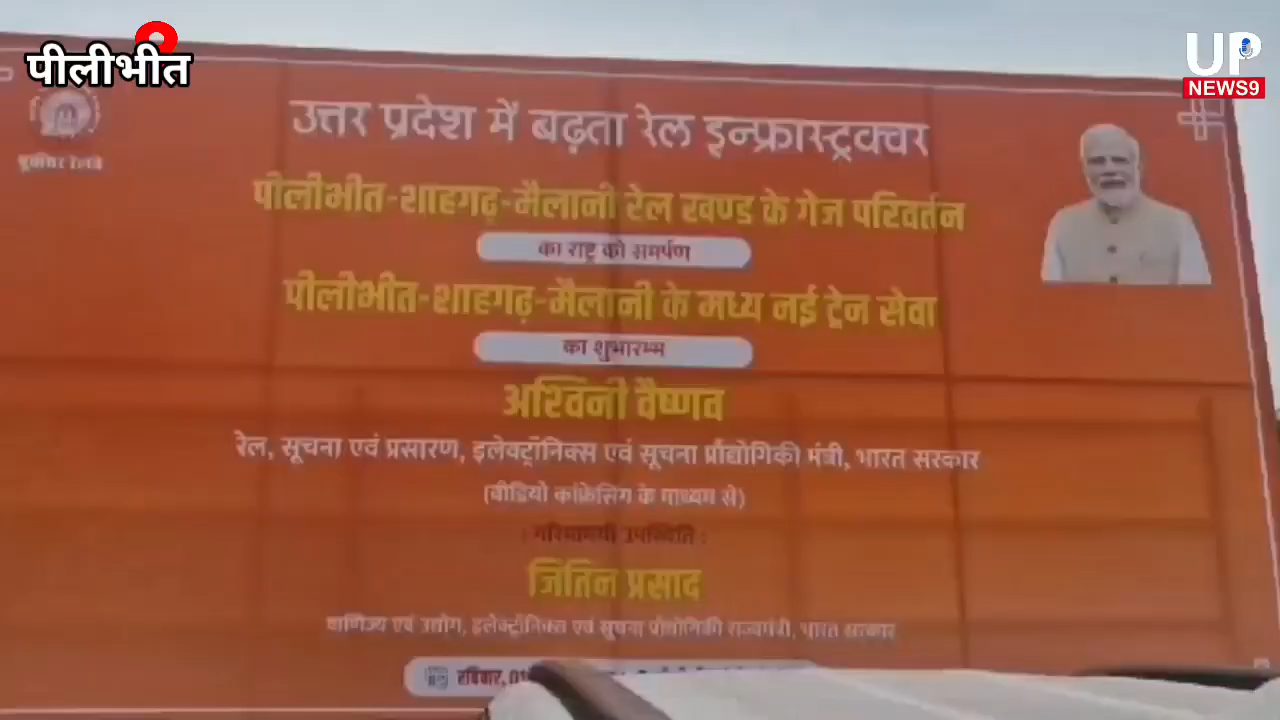 पीलीभीत
UP
NEWS9
पूर्वोत्तर रेलवे
उत्तर प्रदेश में बढ़ता रेल इन्फ्रास्ट्रक्चर
पीलीभीत-शाहगढ़-मैलानी रेल खण्ड के गेज परिवर्तन
का राष्ट्र को समर्पण
पीलीभीत-शाहगढ़-मैलानी के मध्य नई ट्रेन सेवा
का शुभारम्भ
अश्विनी वैष्णव
रेल, सूचना एवं प्रसारण, इलेक्ट्रॉनिक्स एवं सूचना प्रौद्योगिकी मंत्री, भारत सरकार
(वीडियो कांफ्रेंसिंग के माध्यम से)
: गरिमामयी उपस्थिति :
जितिन प्रसाद
वाणिज्य एवं उद्योग, इलेक्ट्रॉनिक्स एवं सूचना प्रौद्योगिकी राज्यमंत्री, भारत सरकार
रविवार,